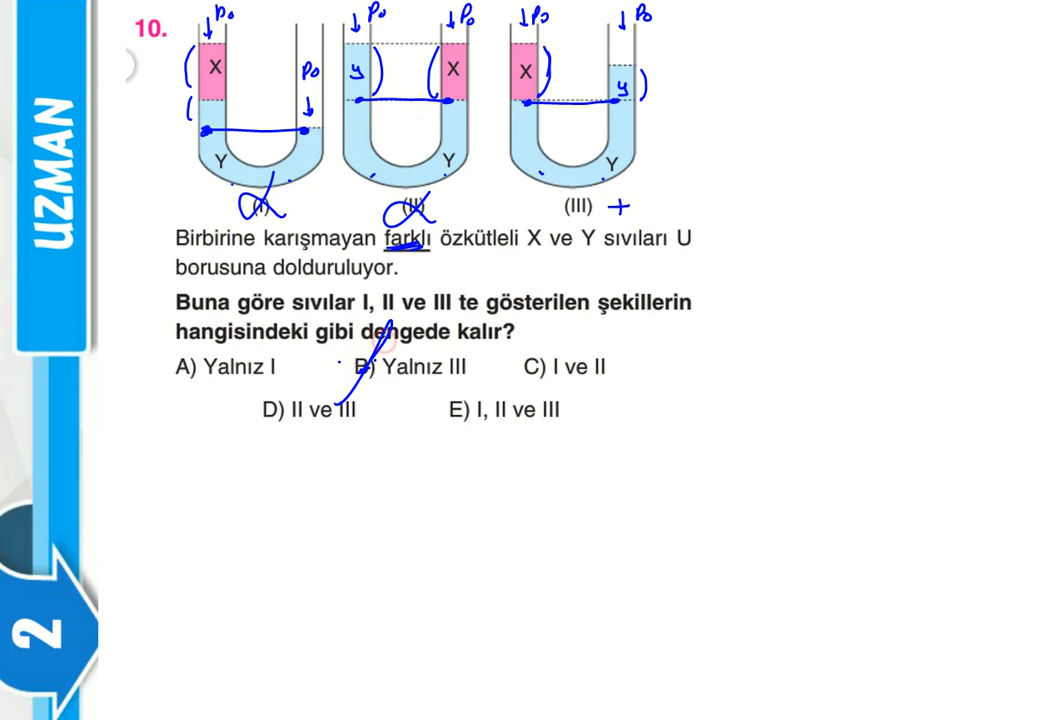 10.
P₀
P₀
P₀
P₀
P₀
P₀
X
P₀
y
X
X
y
Y
Y
Y
(I)
(II)
(III) +
Birbirine karışmayan farklı özkütleli X ve Y sıvıları U
borusuna dolduruluyor.
Buna göre sıvılar I, II ve III te gösterilen şekillerin
hangisindeki gibi dengede kalır?
A) Yalnız I B) Yalnız III C) I ve II
D) II ve III E) I, II ve III
UZMAN
2